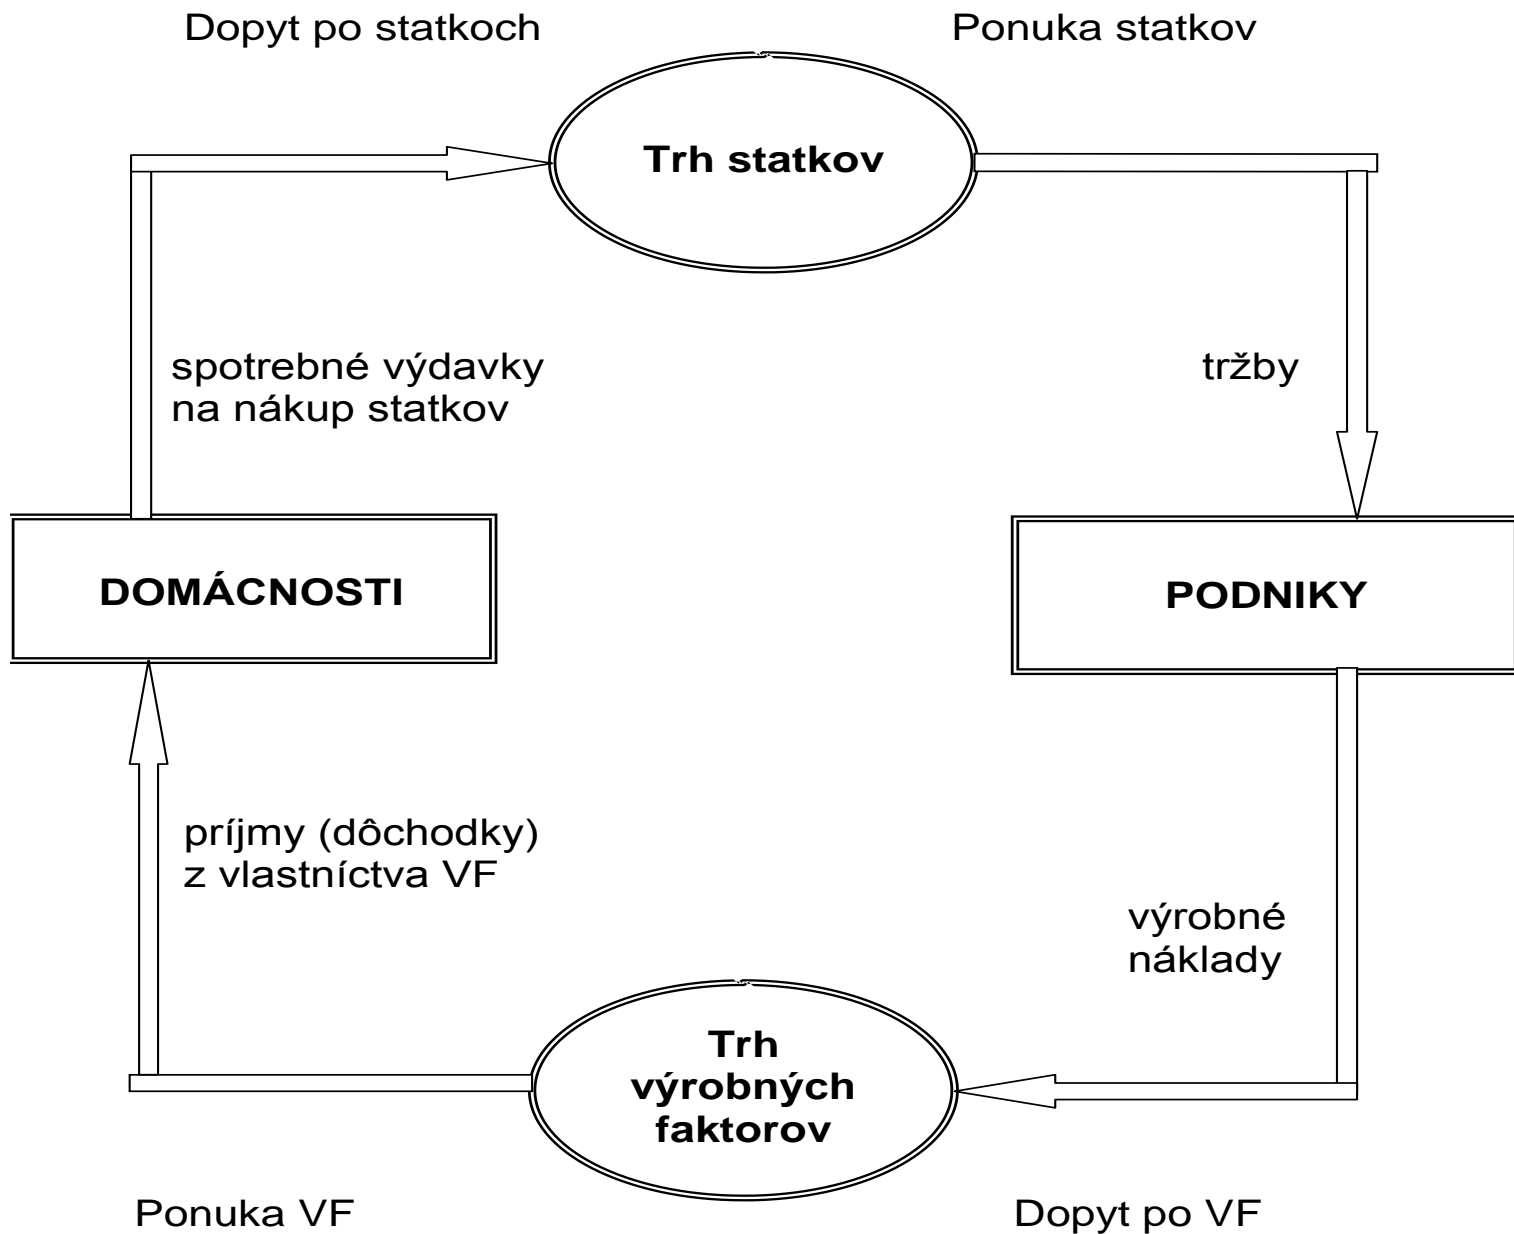 Dopyt po statkoch
Ponuka statkov
Trh statkov
spotrebné výdavky
na nákup statkov
tržby
DOMÁCNOSTI
PODNIKY
príjmy (dôchodky)
z vlastníctva VF
výrobné
náklady
Trh
výrobných
faktorov
Ponuka VF
Dopyt po VF